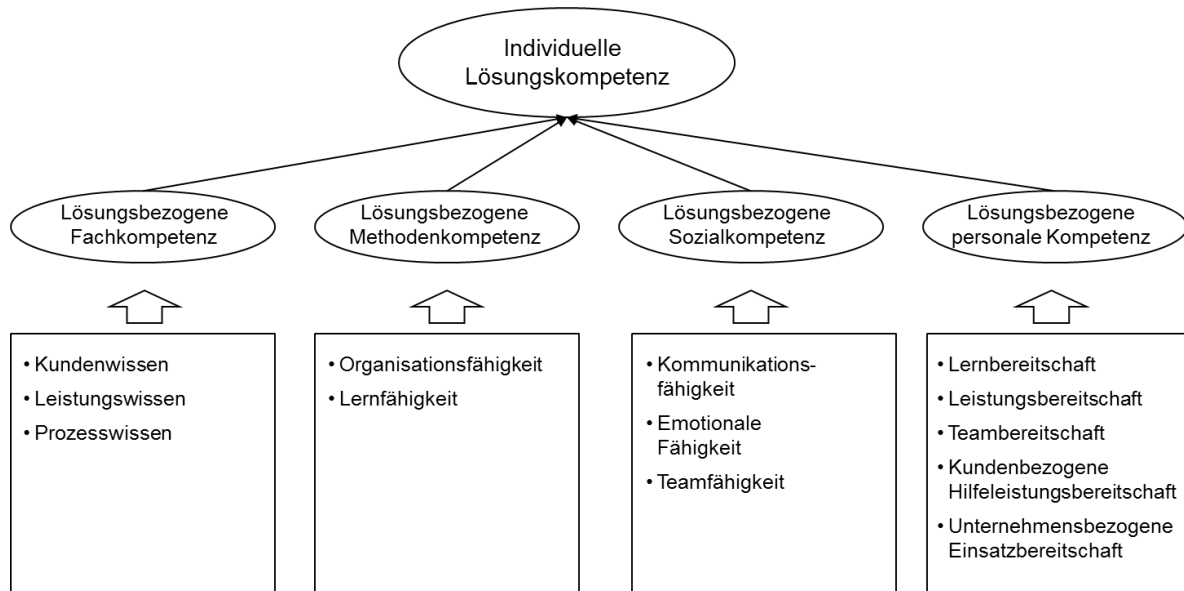 Individuelle
Lösungskompetenz
Lösungsbezogene
Fachkompetenz
Lösungsbezogene
Methodenkompetenz
Lösungsbezogene
Sozialkompetenz
Lösungsbezogene
personale Kompetenz
• Kundenwissen
• Leistungswissen
• Prozesswissen
• Organisationsfähigkeit
• Lernfähigkeit
• Kommunikations-
fähigkeit
• Emotionale
Fähigkeit
• Teamfähigkeit
• Lernbereitschaft
• Leistungsbereitschaft
• Teambereitschaft
• Kundenbezogene
Hilfeleistungsbereitschaft
• Unternehmensbezogene
Einsatzbereitschaft